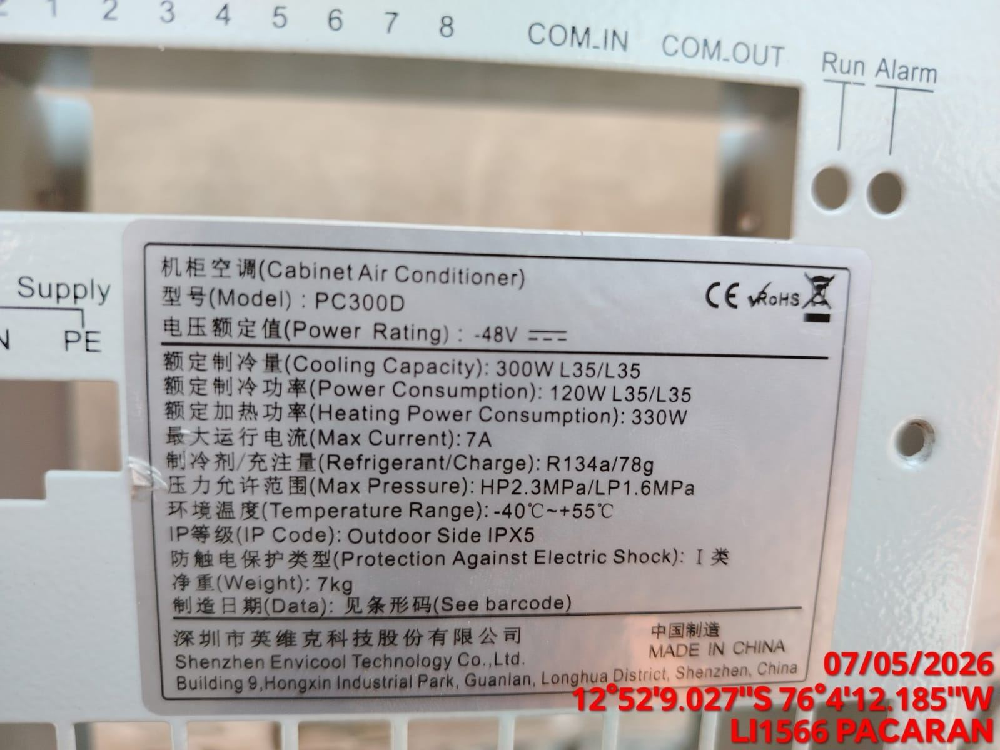 1 2 3 4 5 6 7 8 COM_IN COM_OUT Run Alarm
Supply
N PE
机柜空调(Cabinet Air Conditioner)
型号(Model) : PC300D
CE RoHS
电压额定值(Power Rating) : -48V
额定制冷量(Cooling Capacity): 300W L35/L35
额定制冷功率(Power Consumption): 120W L35/L35
额定加热功率(Heating Power Consumption): 330W
最大运行电流(Max Current): 7A
制冷剂/充注量(Refrigerant/Charge): R134a/78g
压力允许范围(Max Pressure): HP2.3MPa/LP1.6MPa
环境温度(Temperature Range): -40℃~+55℃
IP等级(IP Code): Outdoor Side IPX5
防触电保护类型(Protection Against Electric Shock): I 类
净重(Weight): 7kg
制造日期(Data): 见条形码(See barcode)
深圳市英维克科技股份有限公司
中国制造
Shenzhen Envicool Technology Co.,Ltd.
MADE IN CHINA
Building 9,Hongxin Industrial Park, Guanlan, Longhua District, Shenzhen, China
07/05/2026
12°52'9.027"S 76°4'12.185"W
LI1566 PACARAN